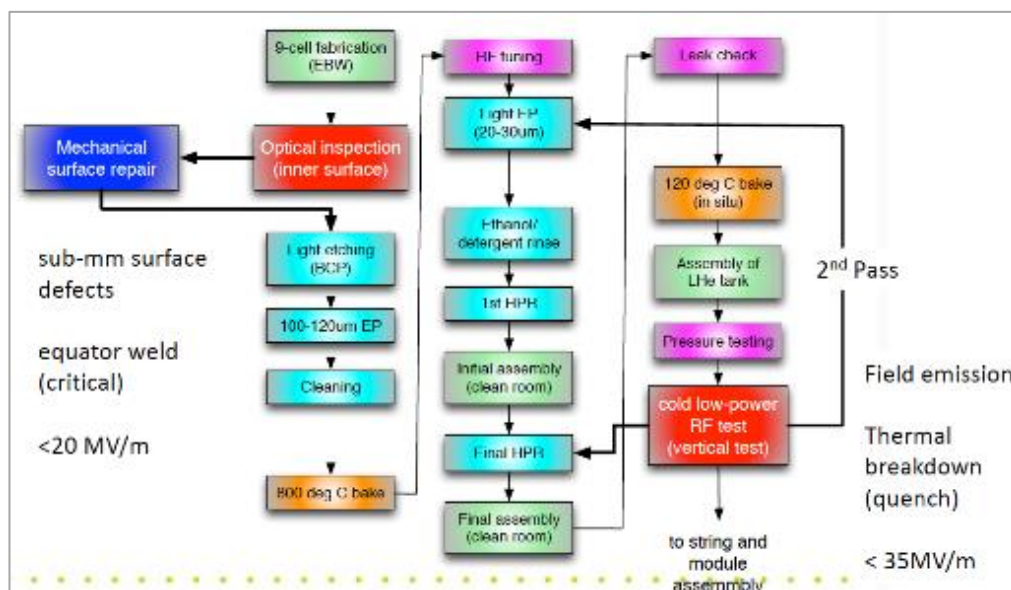 9-cell fabrication
(EBW)
Optical inspection
(inner surface)
Mechanical
surface repair
Light etching
(BCP)
100-120um EP
Cleaning
800 deg C bake
sub-mm surface
defects
equator weld
(critical)
<20 MV/m
RF tuning
Light EP
(20-30um)
Ethanol/
detergent rinse
1st HPR
Initial assembly
(clean room)
Final HPR
Final assembly
(clean room)
Leak check
120 deg C bake
(in situ)
Assembly of
LHe tank
Pressure testing
cold low-power
RF test
(vertical test)
to string and
module assemmbly
2nd Pass
Field emission
Thermal
breakdown
(quench)
< 35MV/m